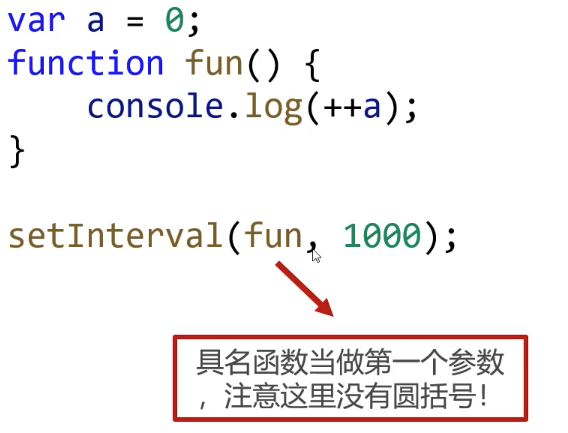 var a = 0;
function fun() {
    console.log(++a);
}
setInterval(fun, 1000);
具名函数当做第一个参数
，注意这里没有圆括号！